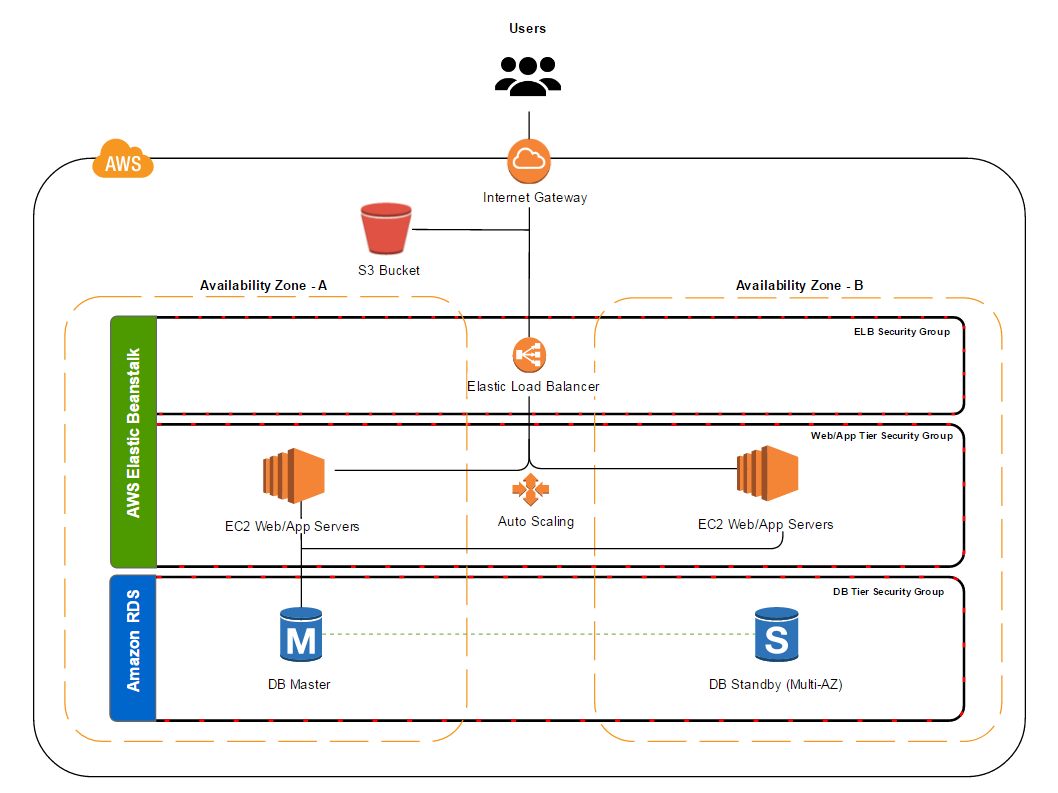 Users
AWS
Internet Gateway
S3 Bucket
Availability Zone - A
Availability Zone - B
ELB Security Group
AWS Elastic Beanstalk
Elastic Load Balancer
Web/App Tier Security Group
EC2 Web/App Servers
Auto Scaling
EC2 Web/App Servers
Amazon RDS
DB Tier Security Group
M
S
DB Master
DB Standby (Multi-AZ)